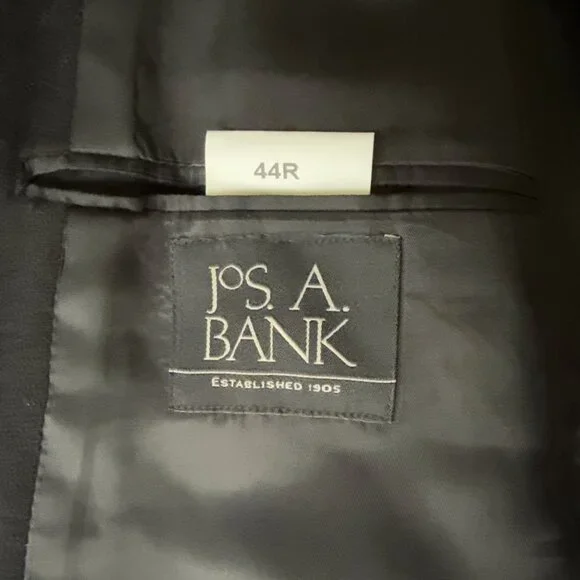 44R
JOS. A.
BANK
ESTABLISHED 1905